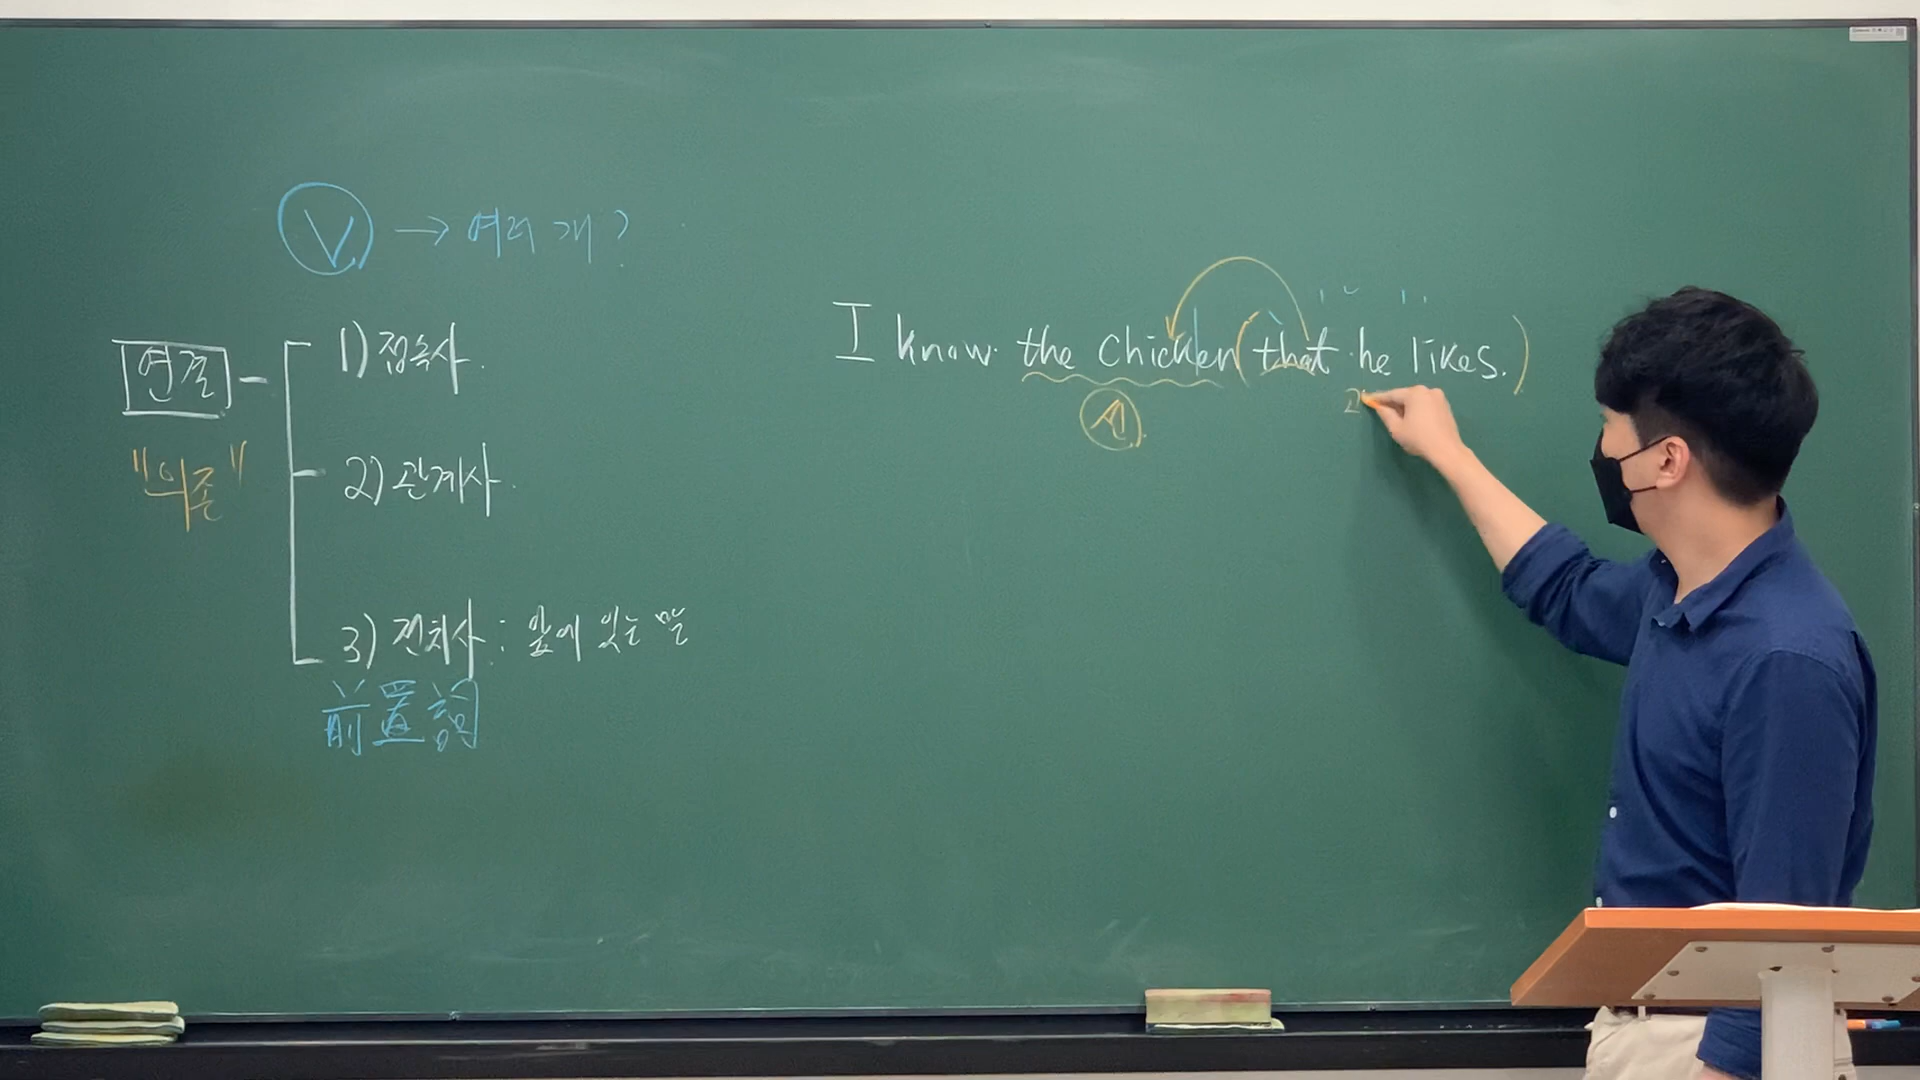 Ⓥ → 여러 개?
연결
"의존"
1) 접속사.
2) 관계사.
3) 전치사 : 앞에 있는 말
前置詞
I know the chicken (that he likes.)